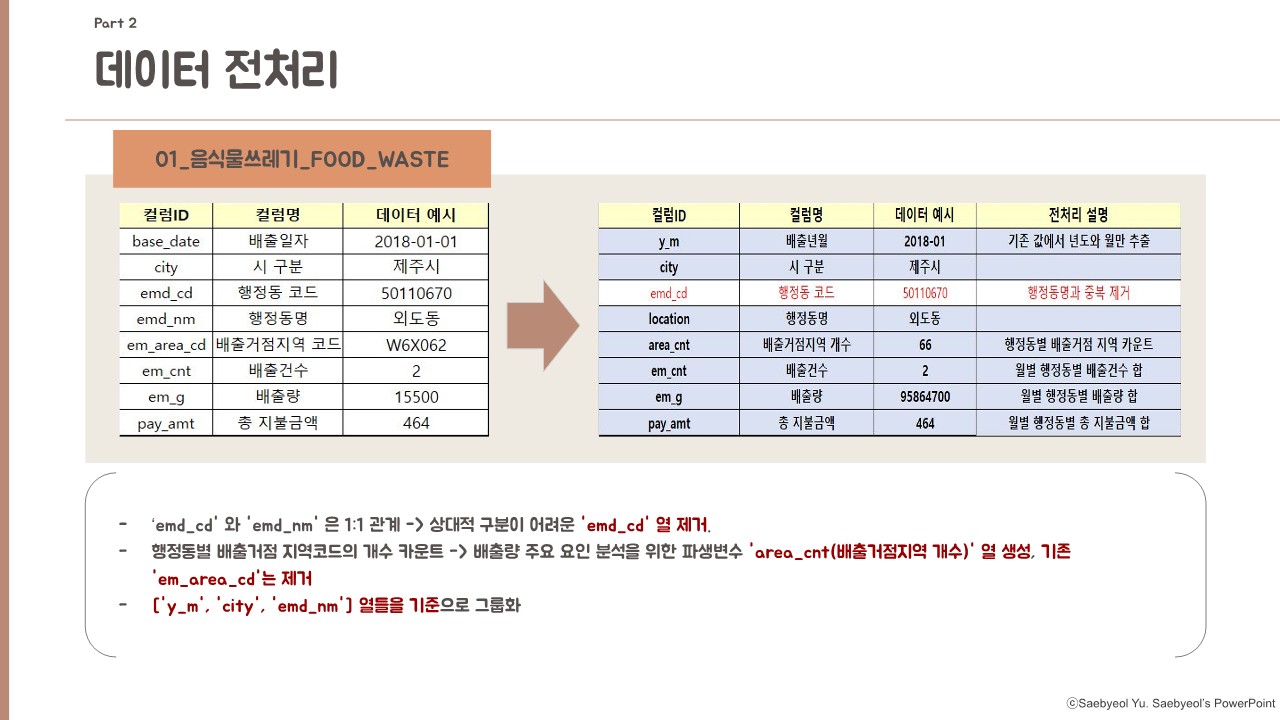 Part 2
데이터 전처리
01_음식물쓰레기_FOOD_WASTE
컬럼ID 컬럼명 데이터 예시
base_date 배출일자 2018-01-01
city 시 구분 제주시
emd_cd 행정동 코드 50110670
emd_nm 행정동명 외도동
em_area_cd 배출거점지역 코드 W6X062
em_cnt 배출건수 2
em_g 배출량 15500
pay_amt 총 지불금액 464
컬럼ID 컬럼명 데이터 예시 전처리 설명
y_m 배출년월 2018-01 기존 값에서 년도와 월만 추출
city 시 구분 제주시
emd_cd 행정동 코드 50110670 행정동명과 중복 제거
location 행정동명 외도동
area_cnt 배출거점지역 개수 66 행정동별 배출거점 지역 카운트
em_cnt 배출건수 2 월별 행정동별 배출건수 합
em_g 배출량 95864700 월별 행정동별 배출량 합
pay_amt 총 지불금액 464 월별 행정동별 총 지불금액 합
- 'emd_cd' 와 'emd_nm' 은 1:1 관계 -> 상대적 구분이 어려운 'emd_cd' 열 제거.
- 행정동별 배출거점 지역코드의 개수 카운트 -> 배출량 주요 요인 분석을 위한 파생변수 'area_cnt(배출거점지역 개수)' 열 생성, 기존
'em_area_cd'는 제거
- ['y_m', 'city', 'emd_nm'] 열들을 기준으로 그룹화
ⓒSaebyeol Yu. Saebyeol's PowerPoint